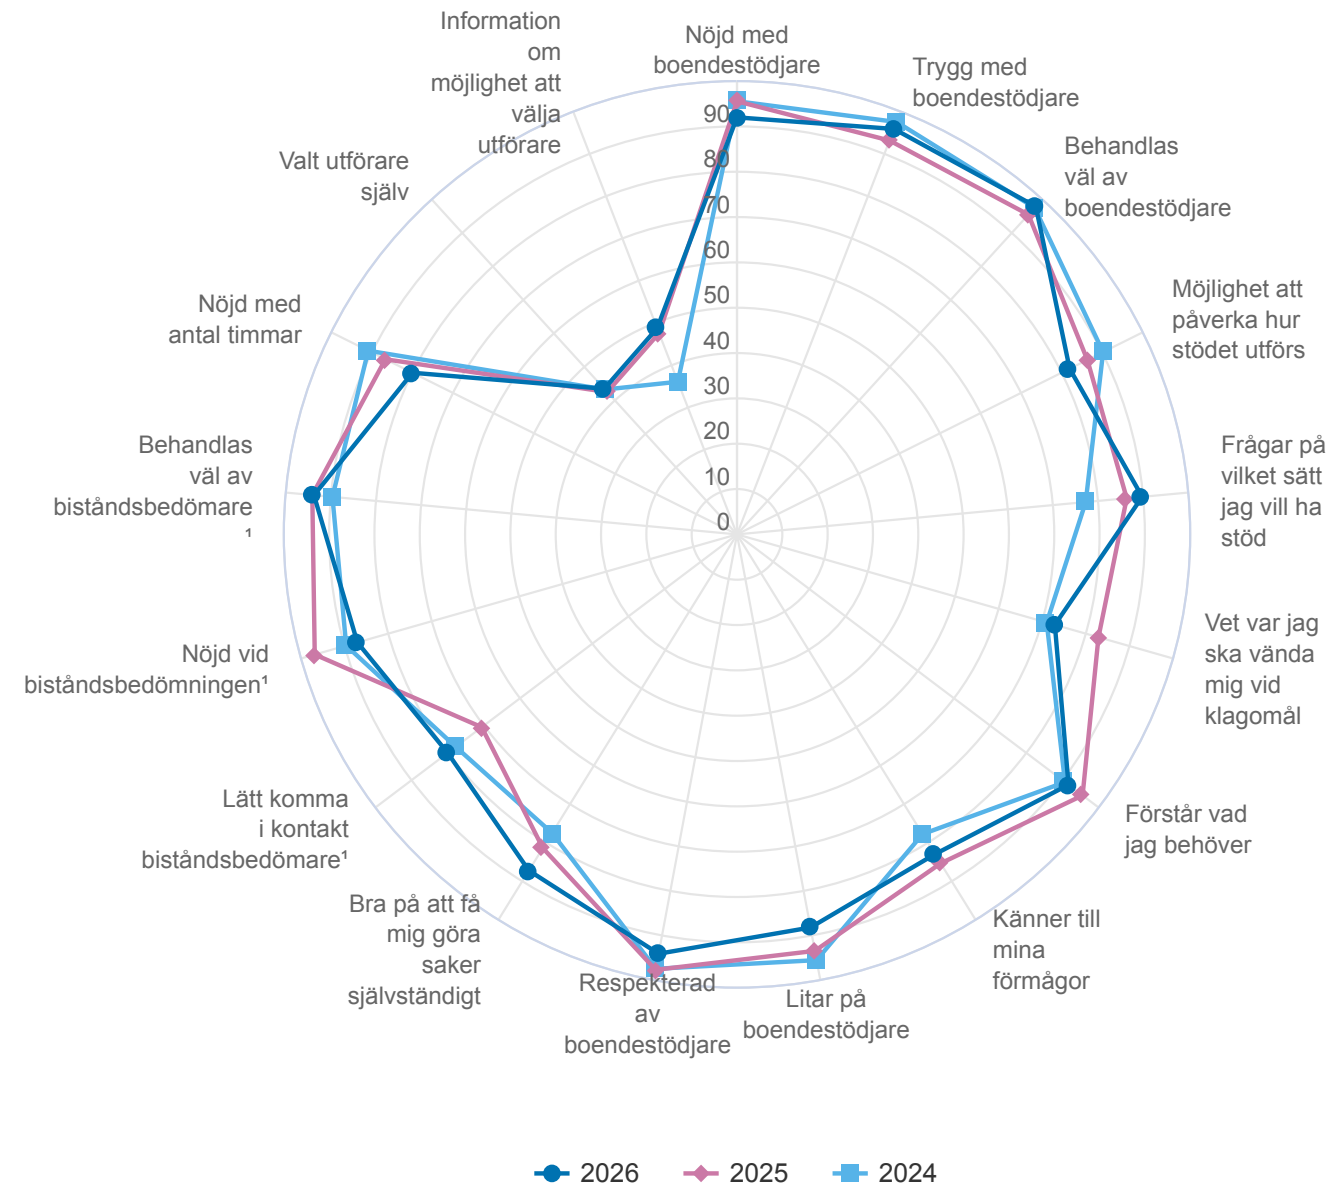 Nöjd med
boendestödjare
Trygg med
boendestödjare
Behandlas
väl av
boendestödjare
Möjlighet att
påverka hur
stödet utförs
Frågar på
vilket sätt
jag vill ha
stöd
Vet var jag
ska vända
mig vid
klagomål
Förstår vad
jag behöver
Känner till
mina
förmågor
Litar på
boendestödjare
Respekterad
av
boendestödjare
Bra på att få
mig göra
saker
självständigt
Lätt komma
i kontakt
biståndsbedömare¹
Nöjd vid
biståndsbedömningen¹
Behandlas
väl av
biståndsbedömare
¹
Nöjd med
antal timmar
Valt utförare
själv
Information
om
möjlighet att
välja
utförare
90
80
70
60
50
40
30
20
10
0
2026
2025
2024